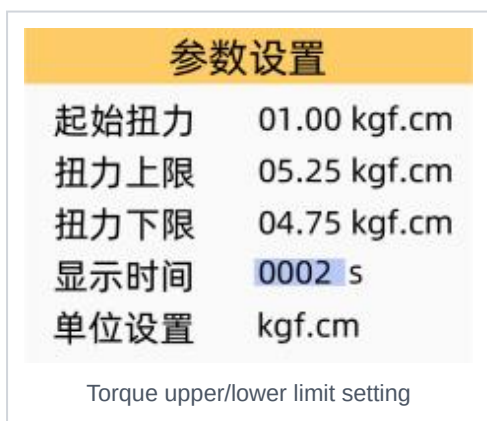 参数设置
起始扭力 01.00 kgf.cm
扭力上限 05.25 kgf.cm
扭力下限 04.75 kgf.cm
显示时间 0002 s
单位设置 kgf.cm
Torque upper/lower limit setting